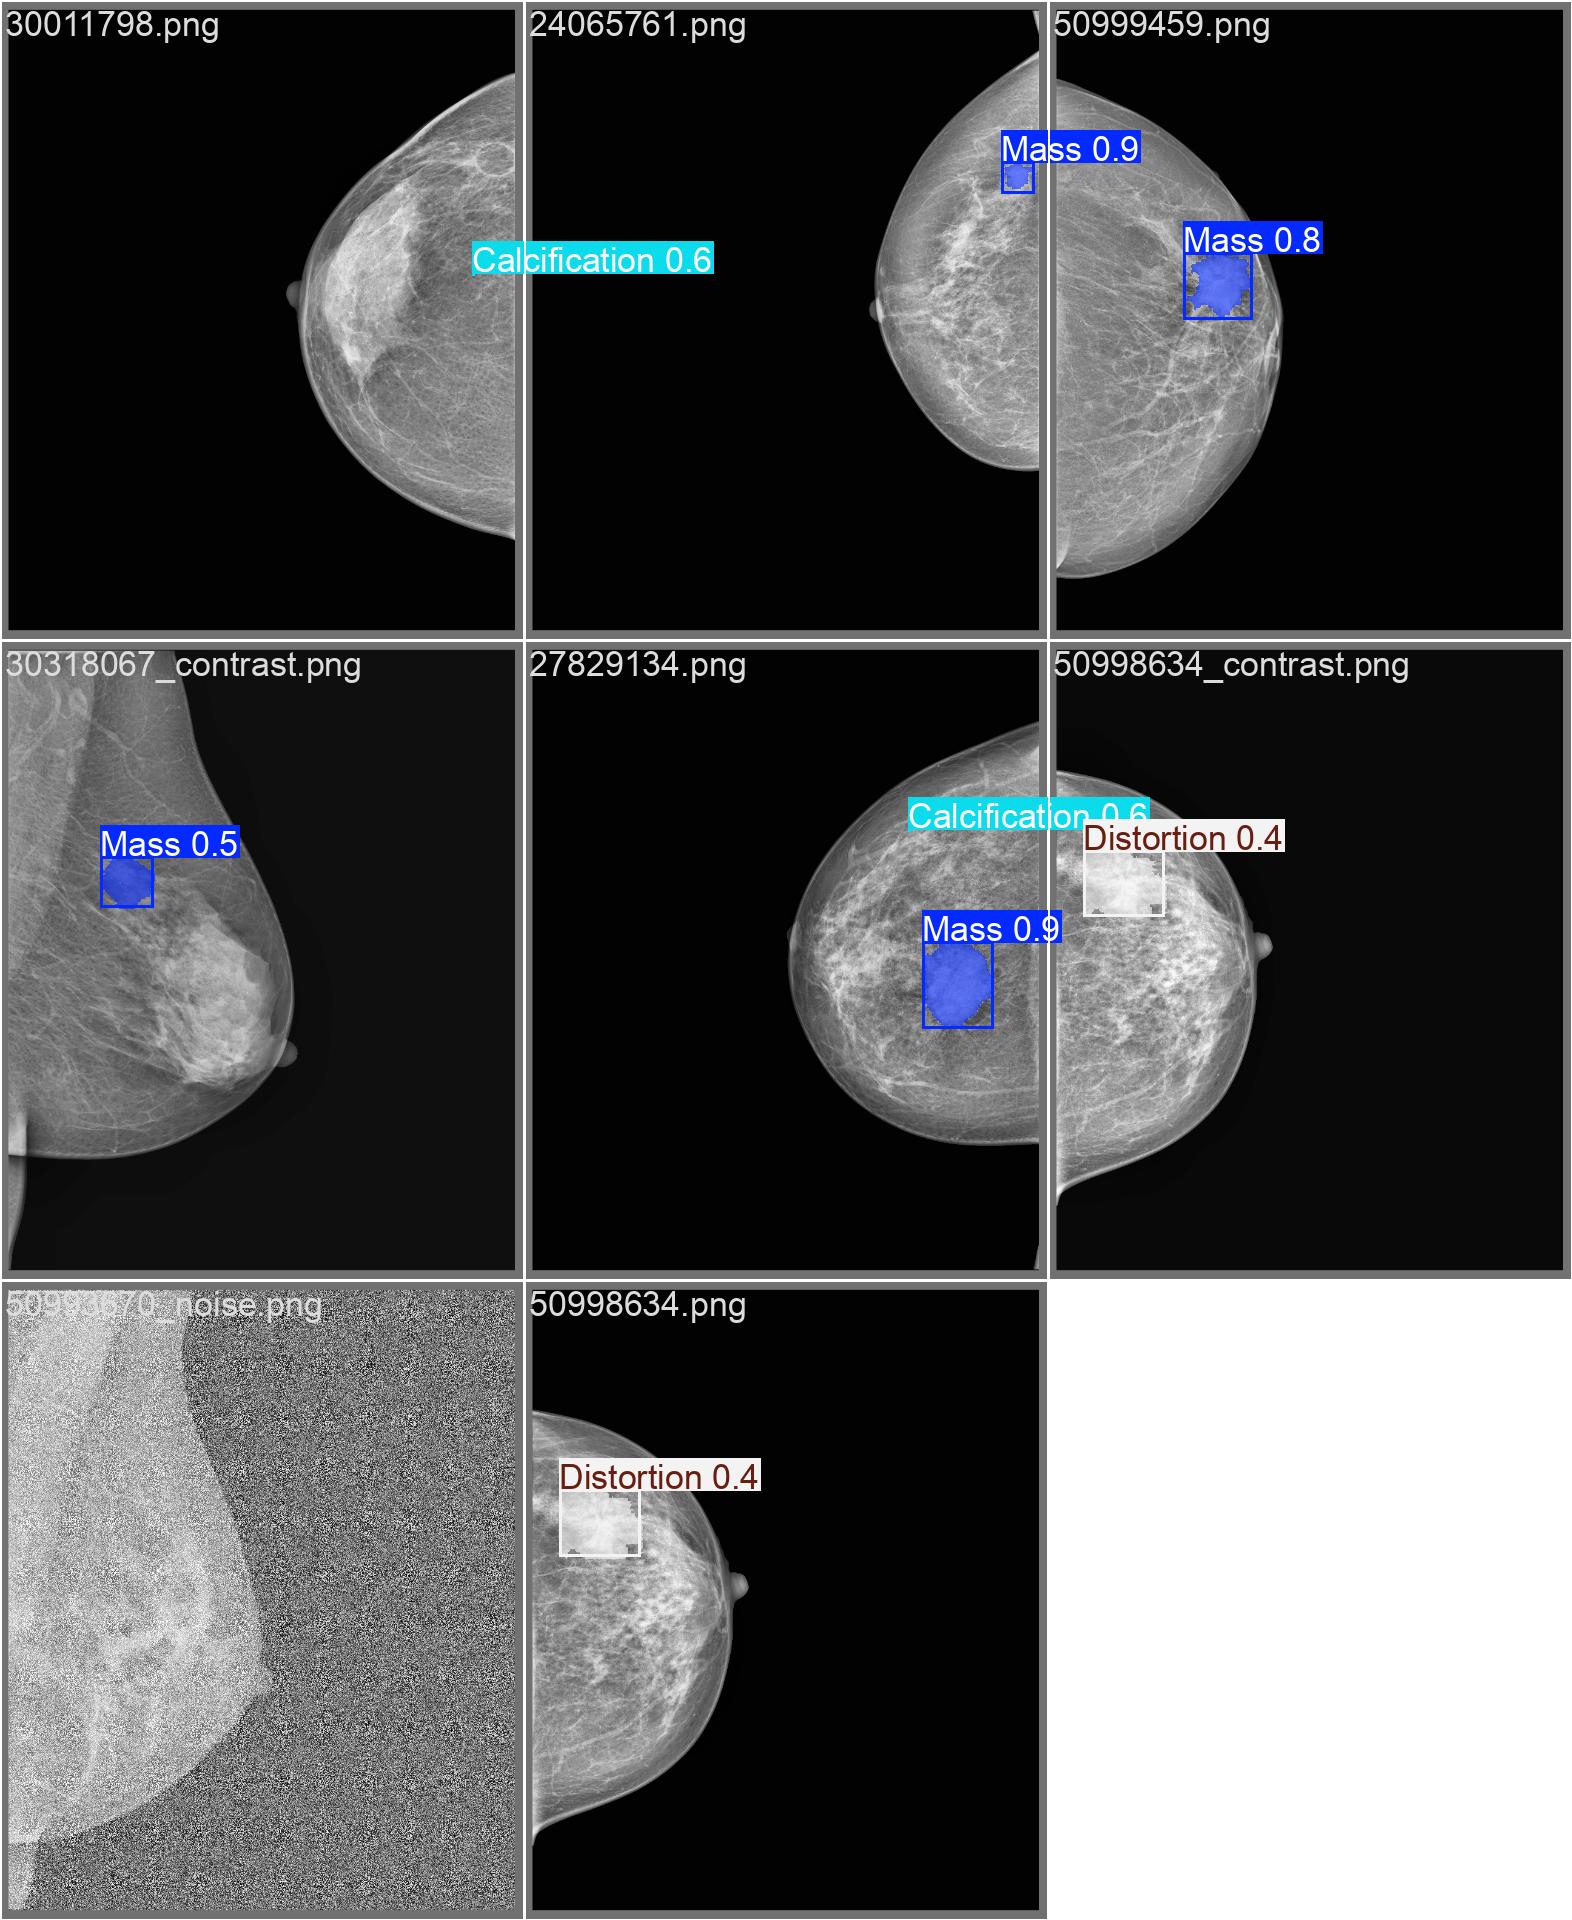 30011798.png
24065761.png
50999459.png
Mass 0.9
Mass 0.8
Calcification 0.6
30318067_contrast.png
27829134.png
50998634_contrast.png
Calcification 0.6
Distortion 0.4
Mass 0.5
Mass 0.9
50993670_noise.png
50998634.png
Distortion 0.4